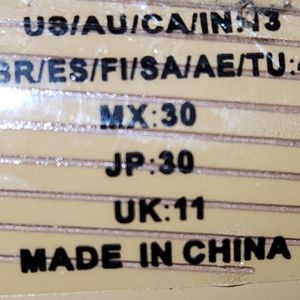 US/AU/CA/IN:13
BR/ES/FI/SA/AE/TU:
MX:30
JP:30
UK:11
MADE IN CHINA